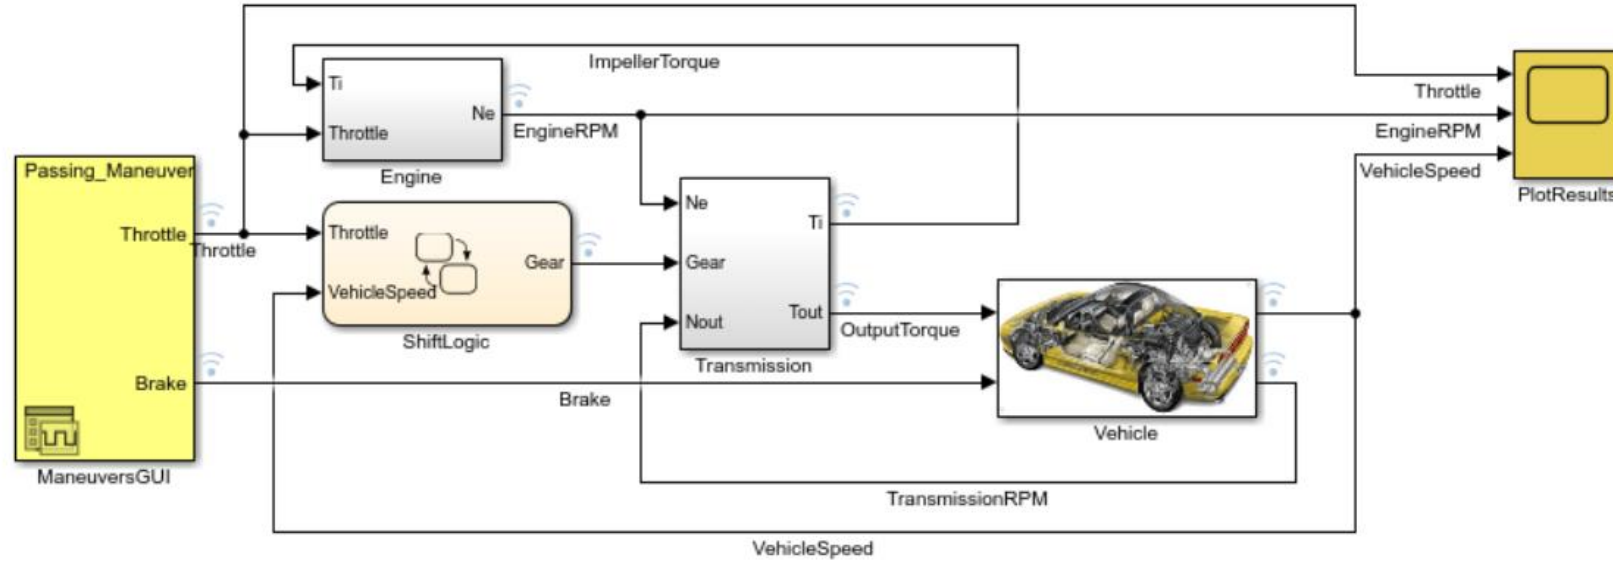 ImpellerTorque
Ti
Throttle
Ne
EngineRPM
Engine
Throttle
EngineRPM
VehicleSpeed
PlotResults
Passing_Maneuver
Throttle
Brake
Throttle
ManeuversGUI
Throttle
VehicleSpeed
Gear
ShiftLogic
Ne
Gear
Nout
Ti
Tout
Transmission
OutputTorque
Brake
Vehicle
TransmissionRPM
VehicleSpeed